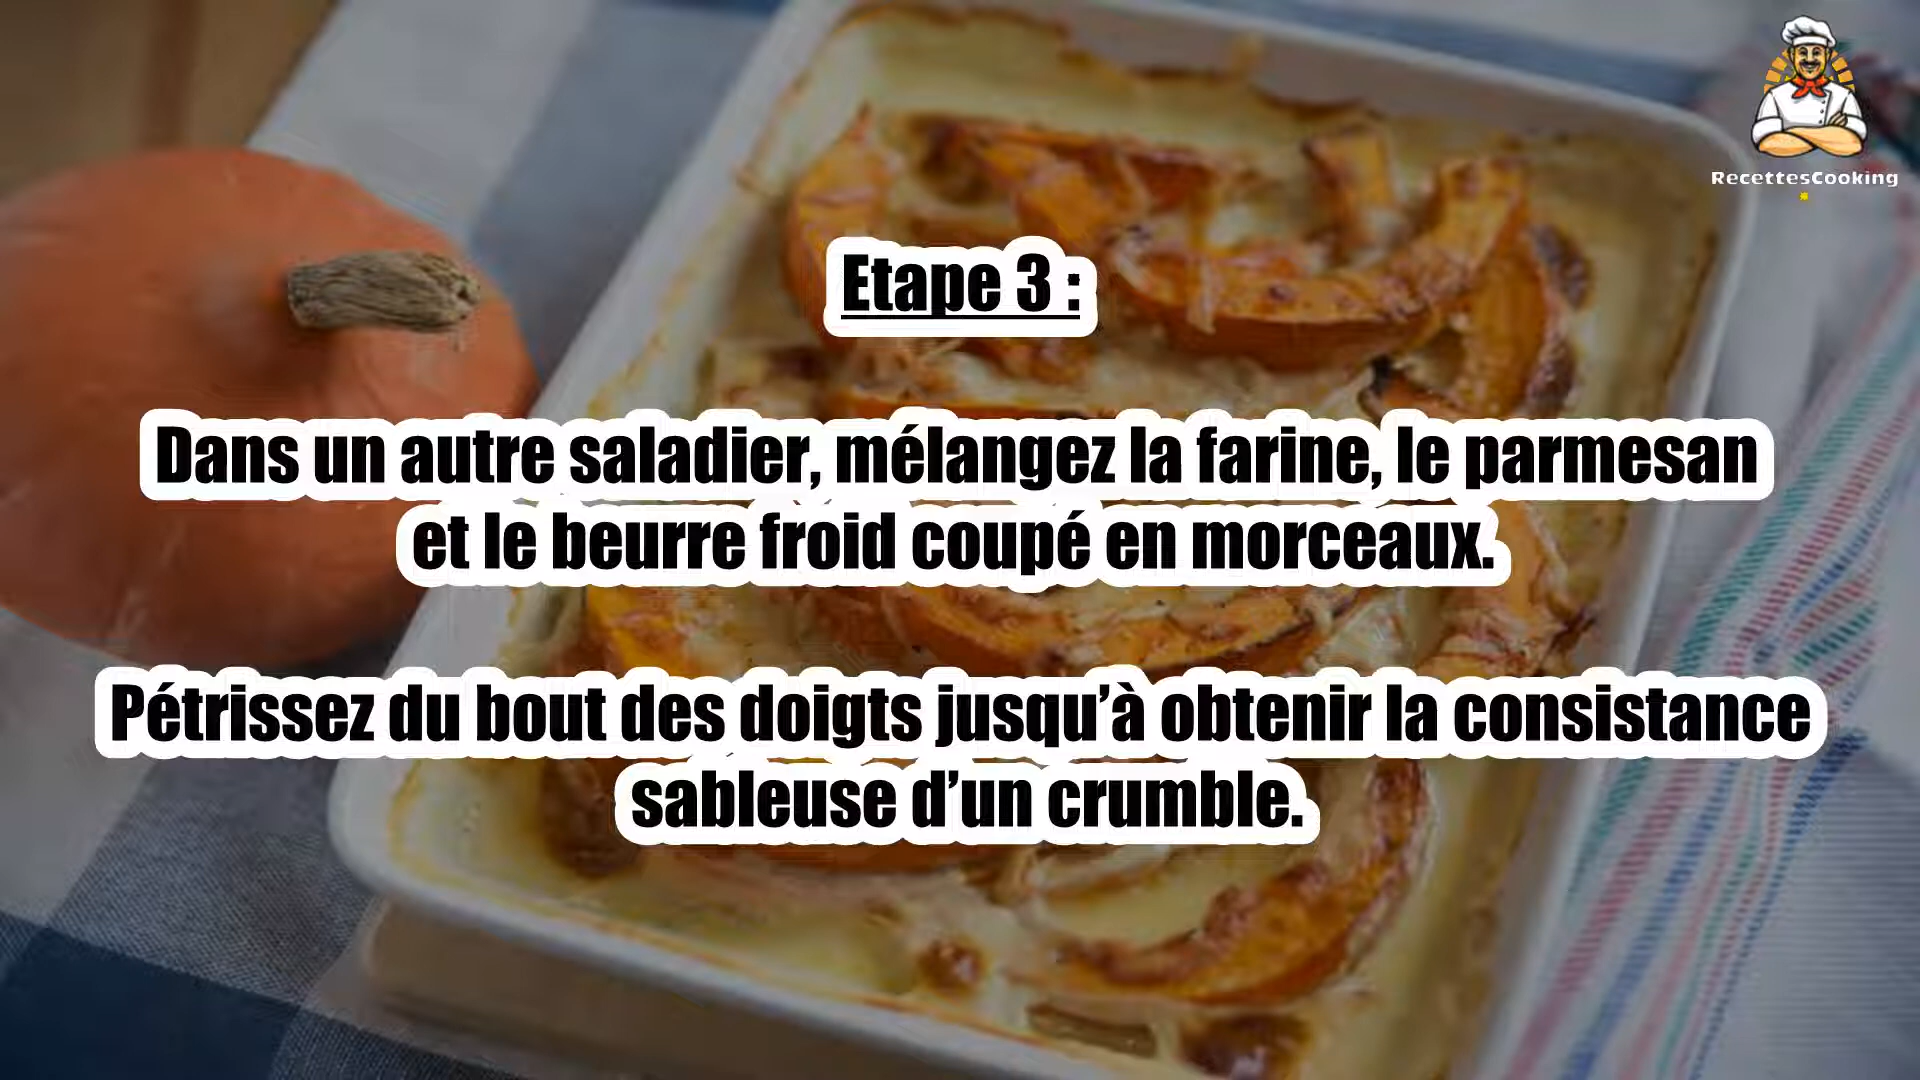 RecettesCooking
Etape 3 :
Dans un autre saladier, mélangez la farine, le parmesan
et le beurre froid coupé en morceaux.
Pétrissez du bout des doigts jusqu’à obtenir la consistance
sableuse d’un crumble.